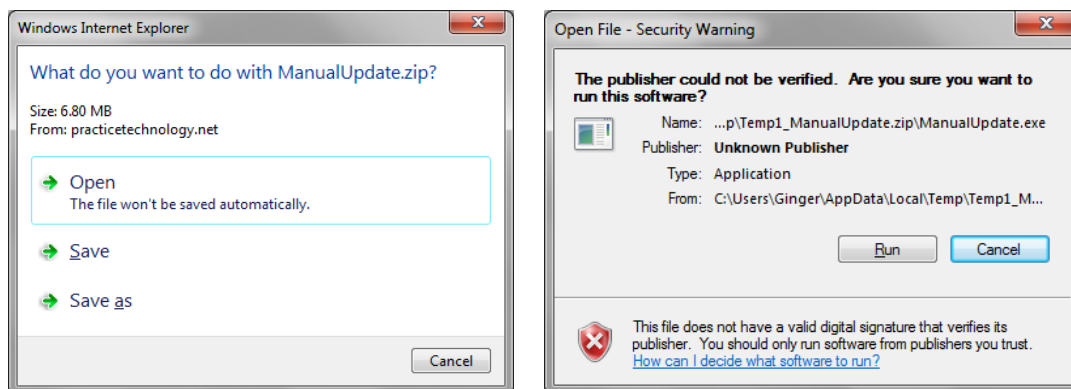 Windows Internet Explorer
X
What do you want to do with ManualUpdate.zip?
Size: 6.80 MB
From: practicetechnology.net
Open
The file won't be saved automatically.
Save
Save as
Cancel
Open File - Security Warning
X
The publisher could not be verified. Are you sure you want to
run this software?
Name: ...p\Temp1_ManualUpdate.zip\ManualUpdate.exe
Publisher: Unknown Publisher
Type: Application
From: C:\Users\Ginger\AppData\Local\Temp\Temp1_M...
Run Cancel
This file does not have a valid digital signature that verifies its
publisher. You should only run software from publishers you trust.
How can I decide what software to run?